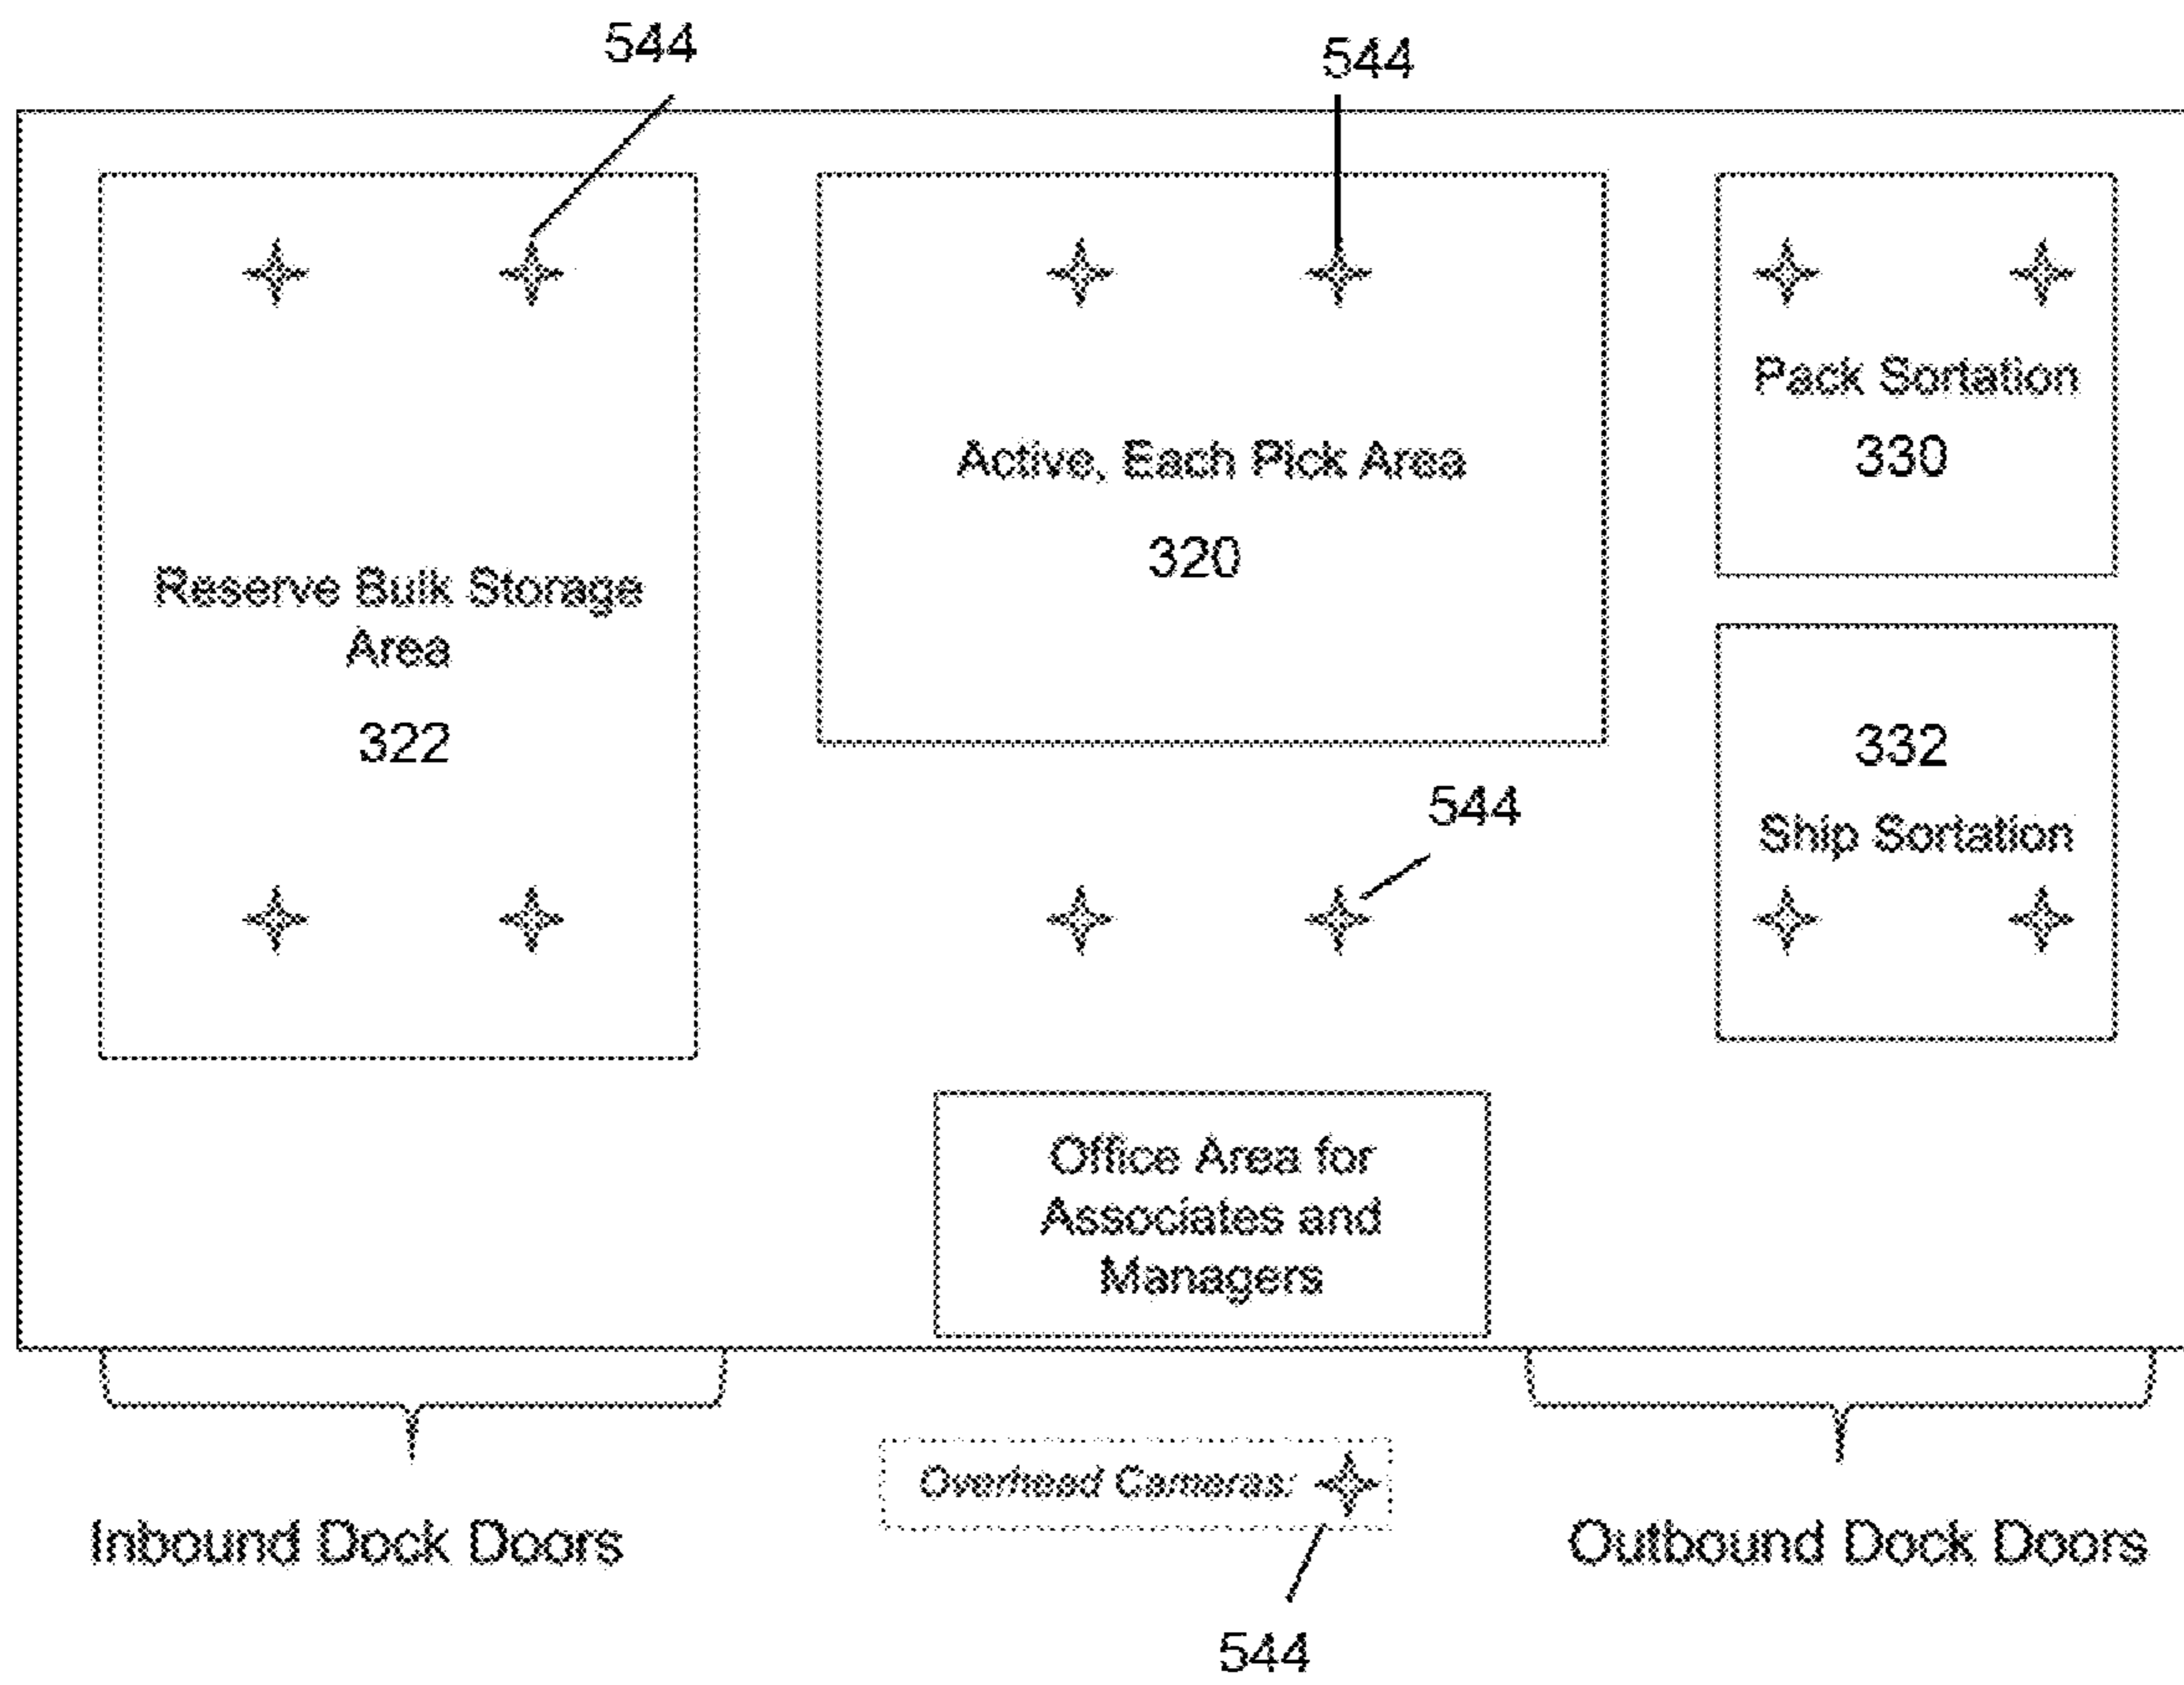 544
544
Pack Sortation
330
Active, Each Pick Area
320
Reserve Bulk Storage
Area
322
332
Ship Sortation
544
Office Area for
Associates and
Managers
Overhead Cameras:
Inbound Dock Doors
Outbound Dock Doors
544